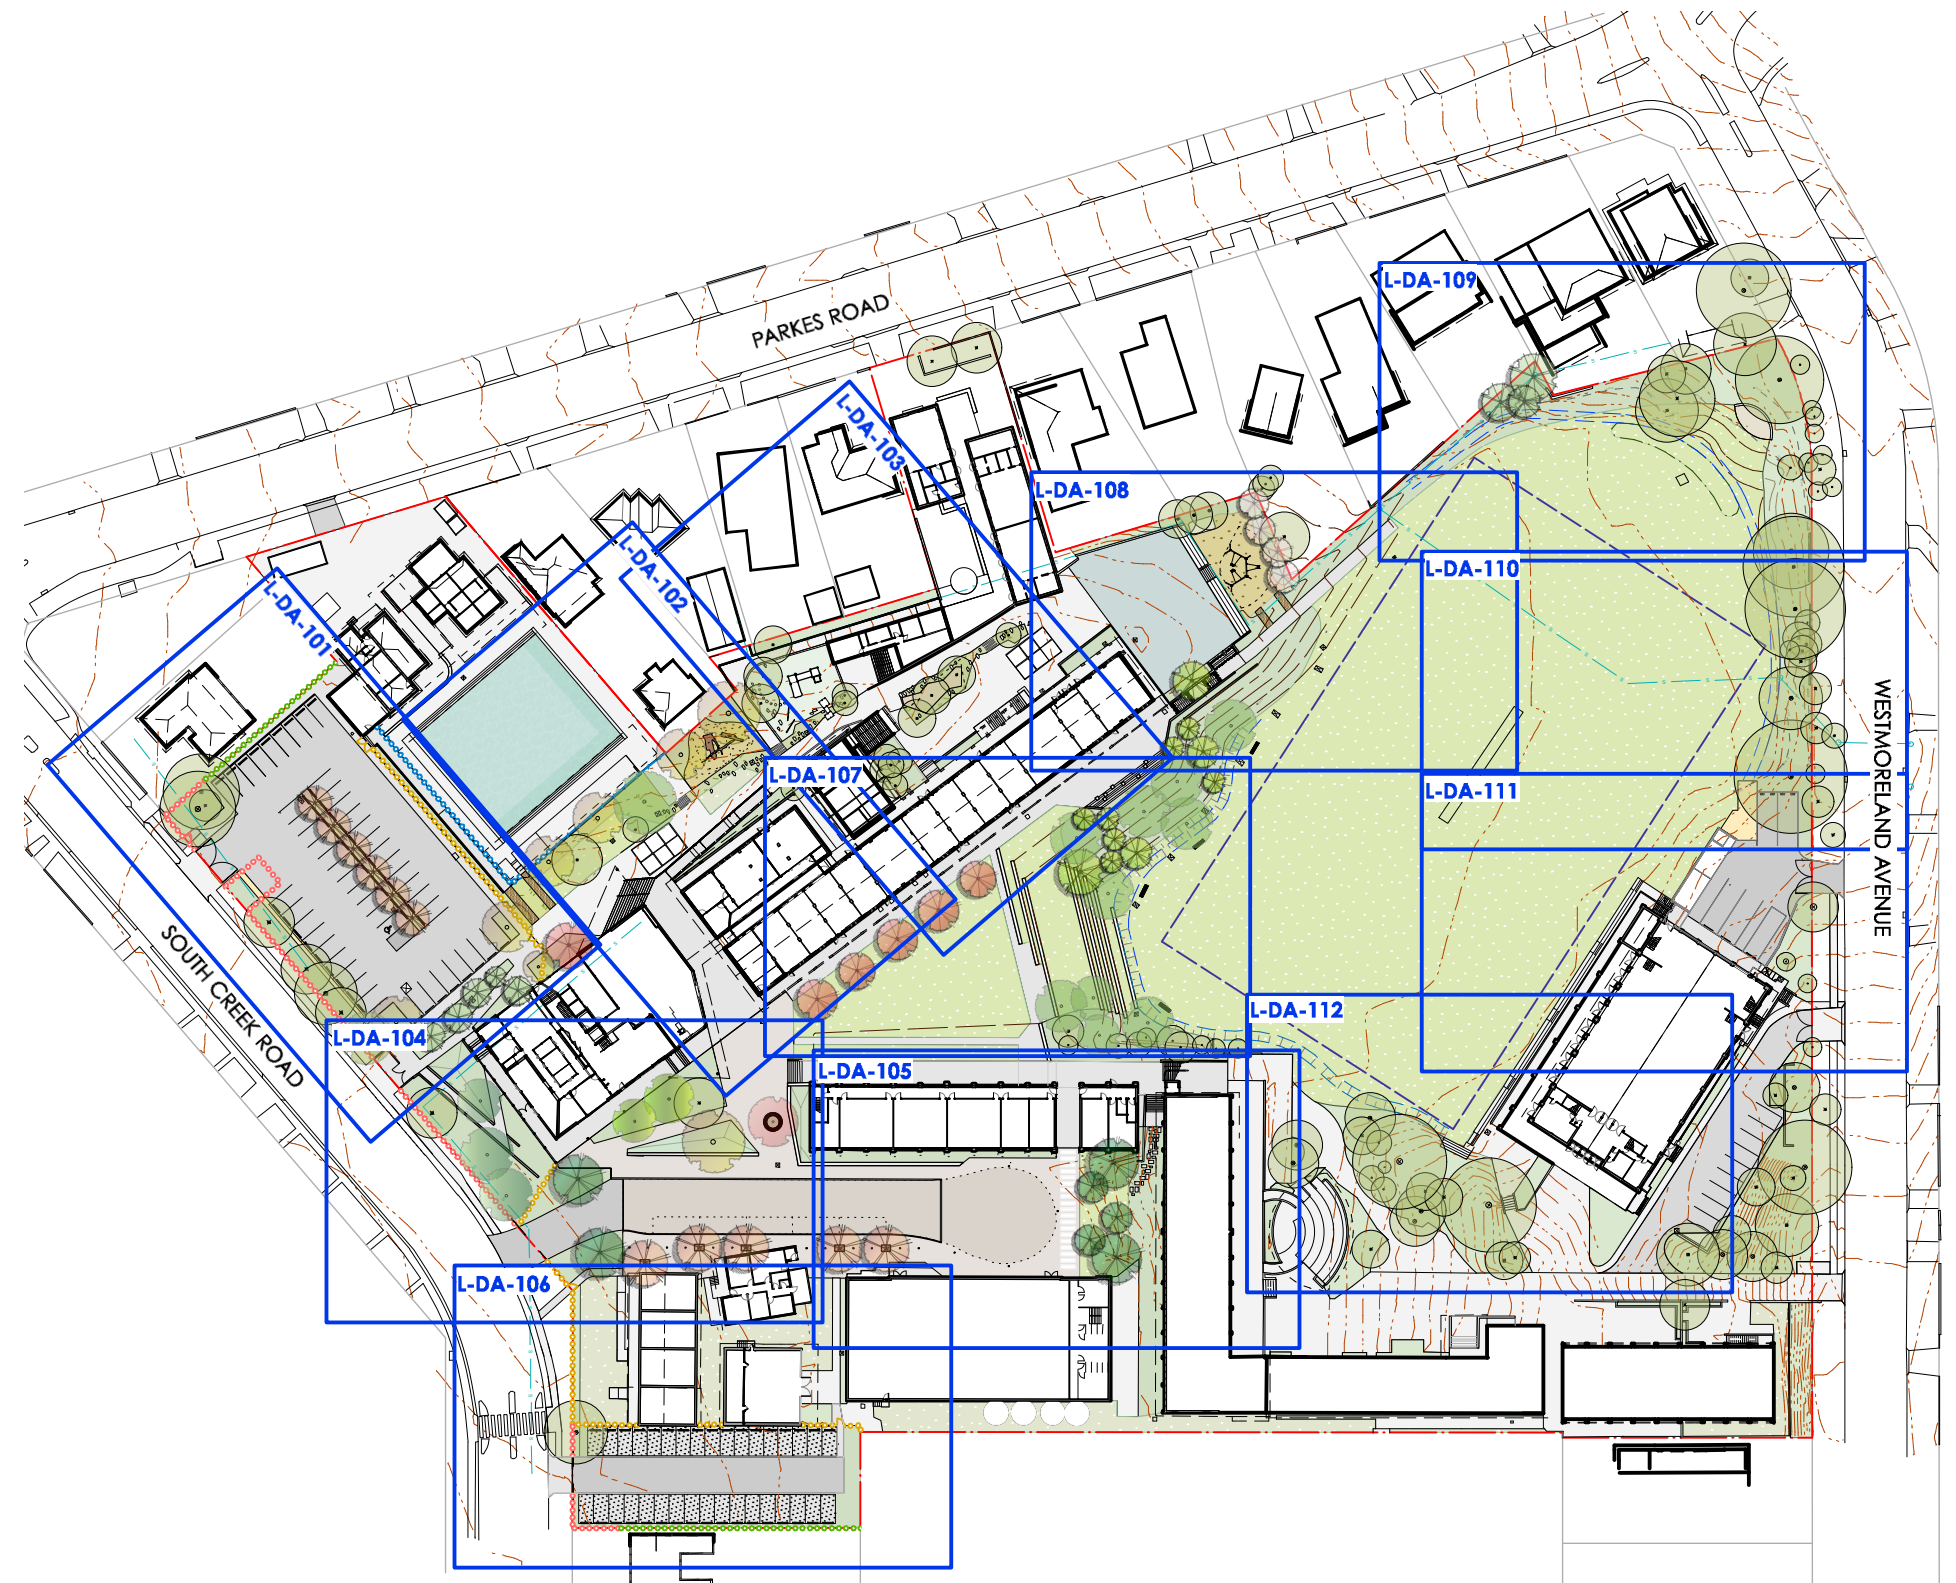 L-DA-109
PARKES ROAD
L-DA-103
L-DA-108
L-DA-102
L-DA-110
L-DA-101
L-DA-107
L-DA-111
WESTMORELAND AVENUE
SOUTH CREEK ROAD
L-DA-112
L-DA-104
L-DA-105
L-DA-106